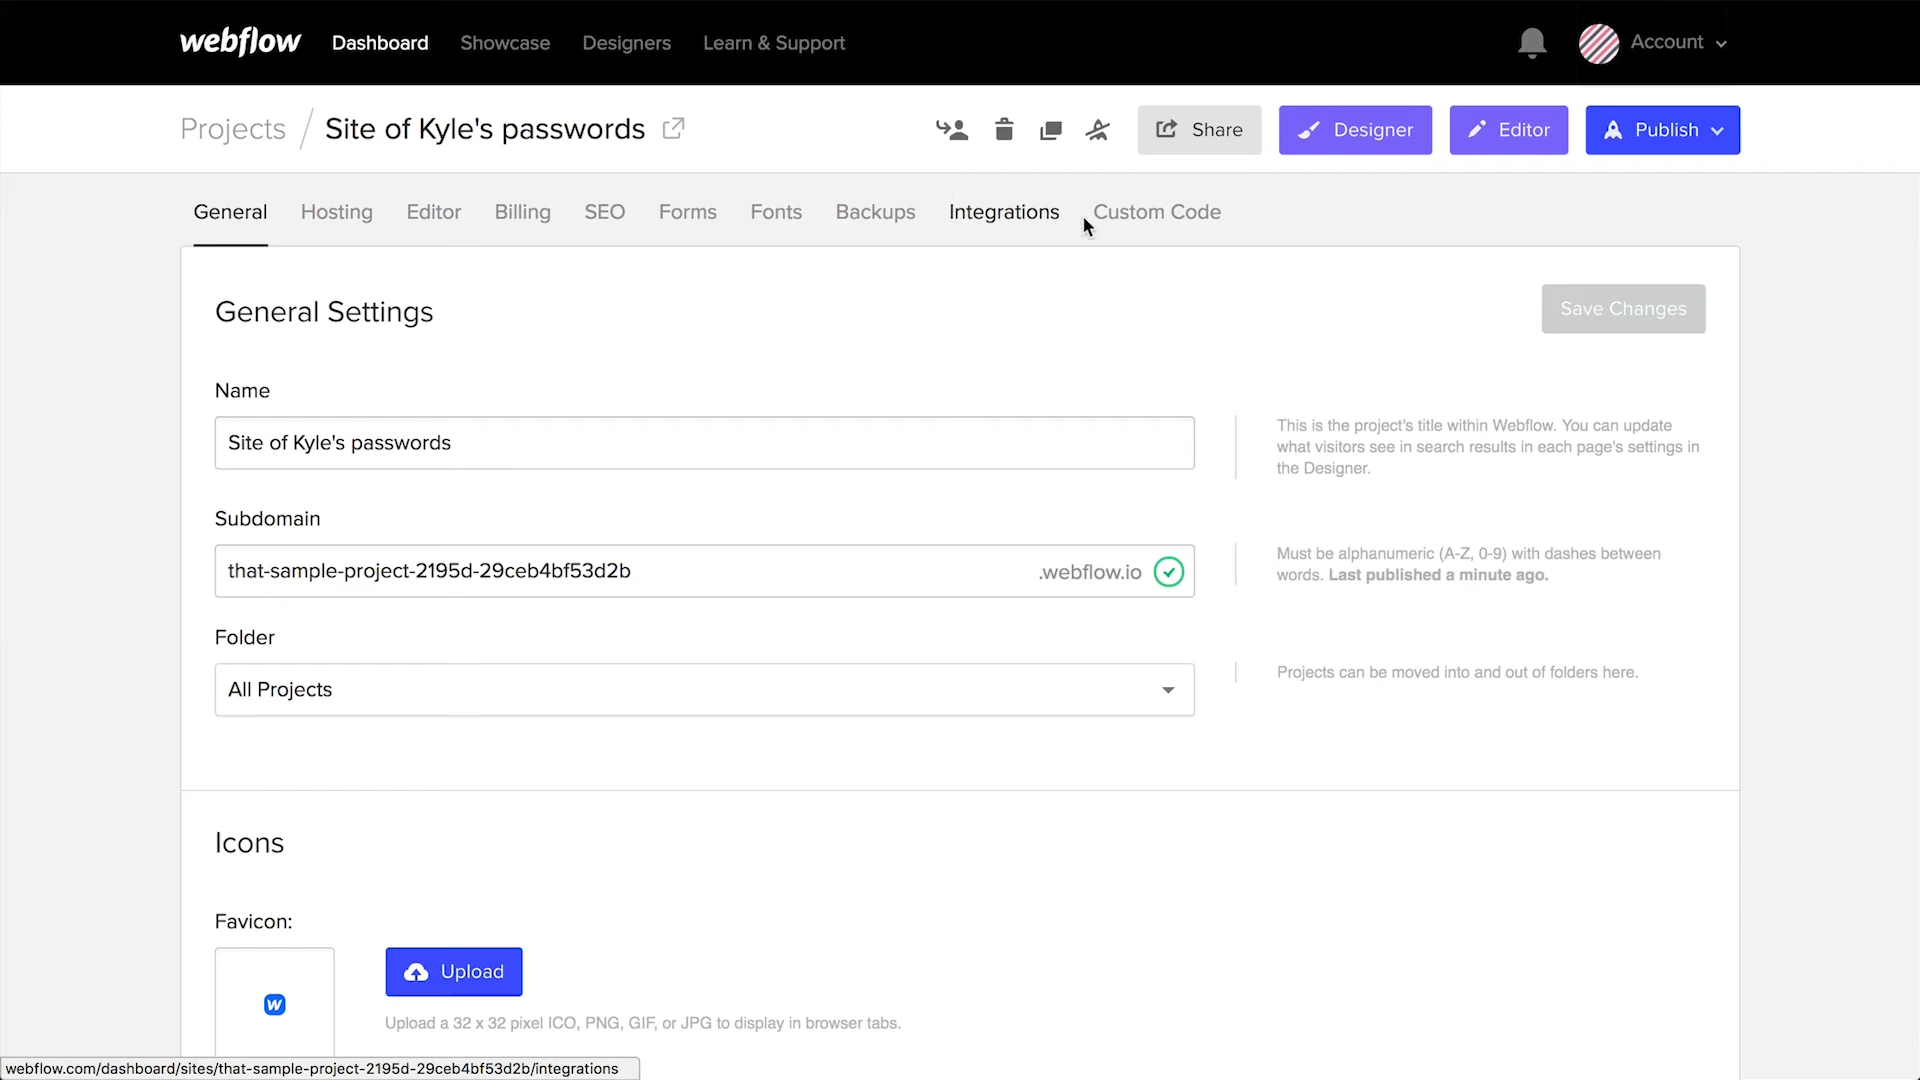 webflow Dashboard Showcase Designers Learn & Support Account
Projects / Site of Kyle's passwords Share Designer Editor Publish
General Hosting Editor Billing SEO Forms Fonts Backups Integrations Custom Code
General Settings
Save Changes
Name
Site of Kyle's passwords
This is the project's title within Webflow. You can update
what visitors see in search results in each page's settings in
the Designer.
Subdomain
that-sample-project-2195d-29ceb4bf53d2b .webflow.io
Must be alphanumeric (A-Z, 0-9) with dashes between
words. Last published a minute ago.
Folder
All Projects
Projects can be moved into and out of folders here.
Icons
Favicon:
W
Upload
Upload a 32 x 32 pixel ICO, PNG, GIF, or JPG to display in browser tabs.
webflow.com/dashboard/sites/that-sample-project-2195d-29ceb4bf53d2b/integrations